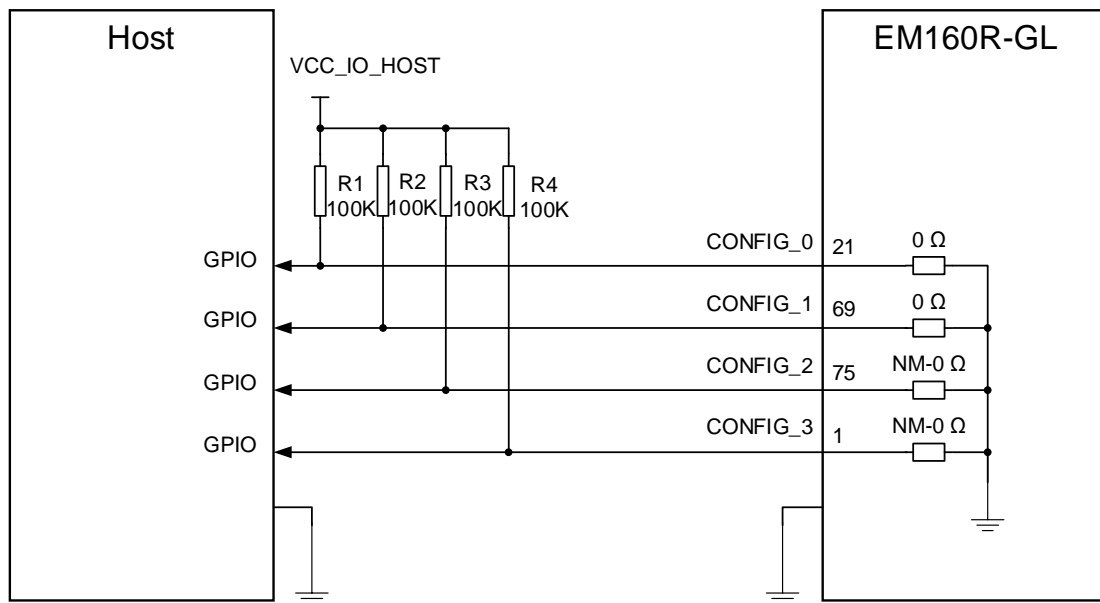 Host
EM160R-GL
VCC_IO_HOST
R1
100K
R2
100K
R3
100K
R4
100K
GPIO
CONFIG_0
21
0 Ω
GPIO
CONFIG_1
69
0 Ω
GPIO
CONFIG_2
75
NM-0 Ω
GPIO
CONFIG_3
1
NM-0 Ω